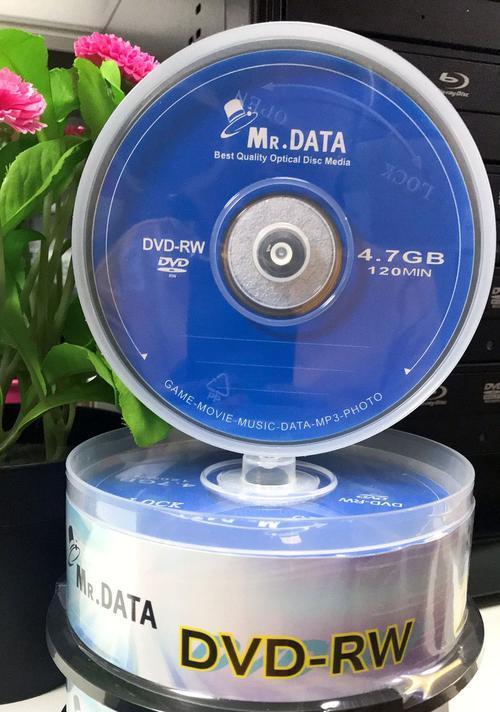 OPEN
LOCK
MR.DATA
Best Quality Optical Disc Media
DVD-RW
DVD
RW
4.7GB
120MIN
GAME-MOVIE-MUSIC-DATA-MP3-PHOTO
LOCK
DVD-RW
MR.DATA
DVD-RW